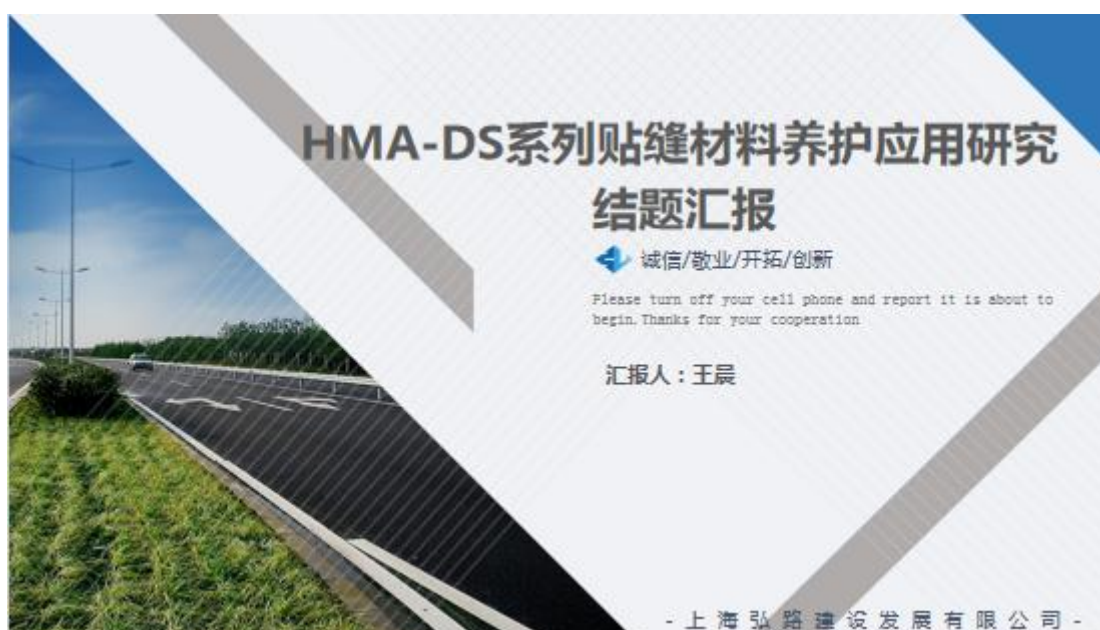 HMA-DS系列贴缝材料养护应用研究
结题汇报
诚信/敬业/开拓/创新
Please turn off your cell phone and report it is about to
begin.Thanks for your cooperation
汇报人：王晨
-上海弘路建设发展有限公司-